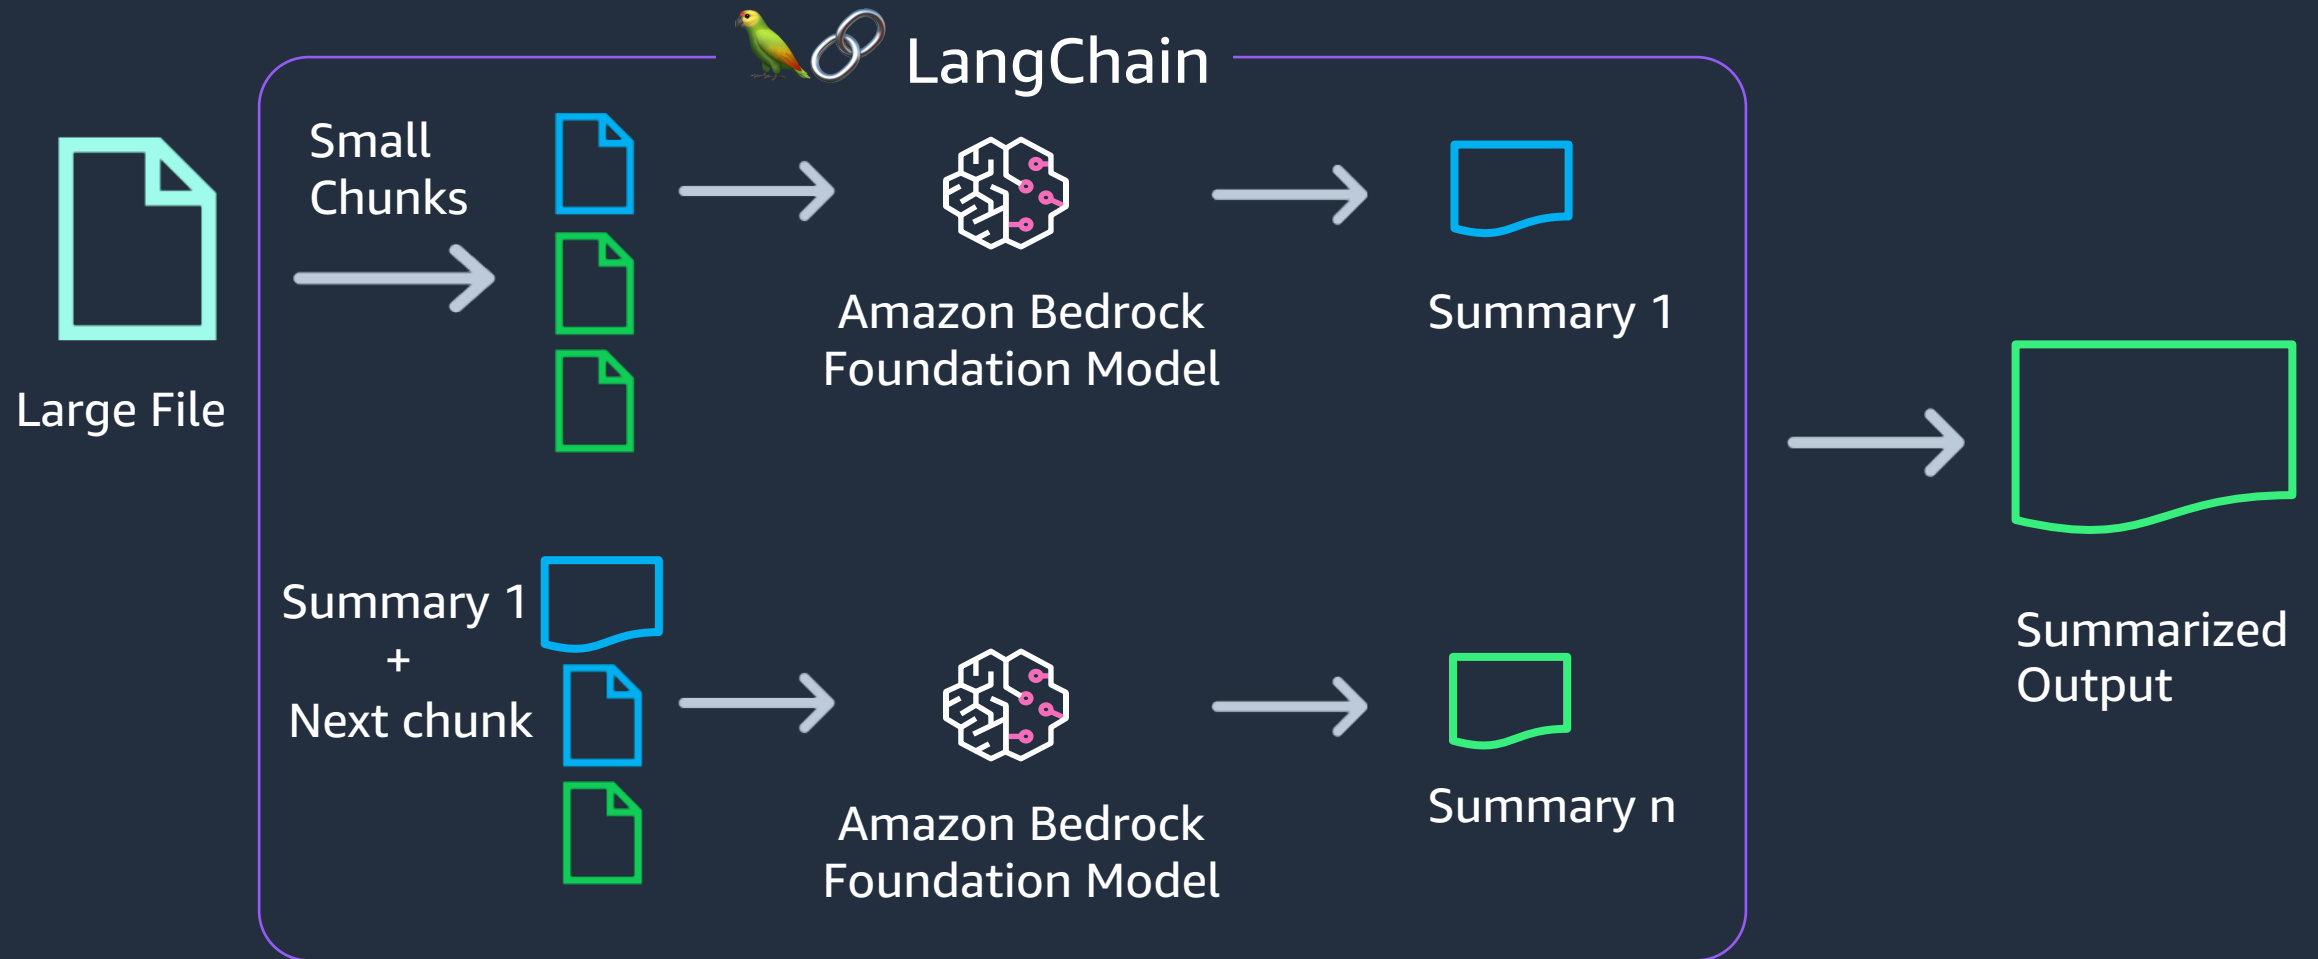 LangChain
Small
Chunks
Large File
Amazon Bedrock
Foundation Model
Summary 1
Summary 1
+
Next chunk
Amazon Bedrock
Foundation Model
Summary n
Summarized
Output